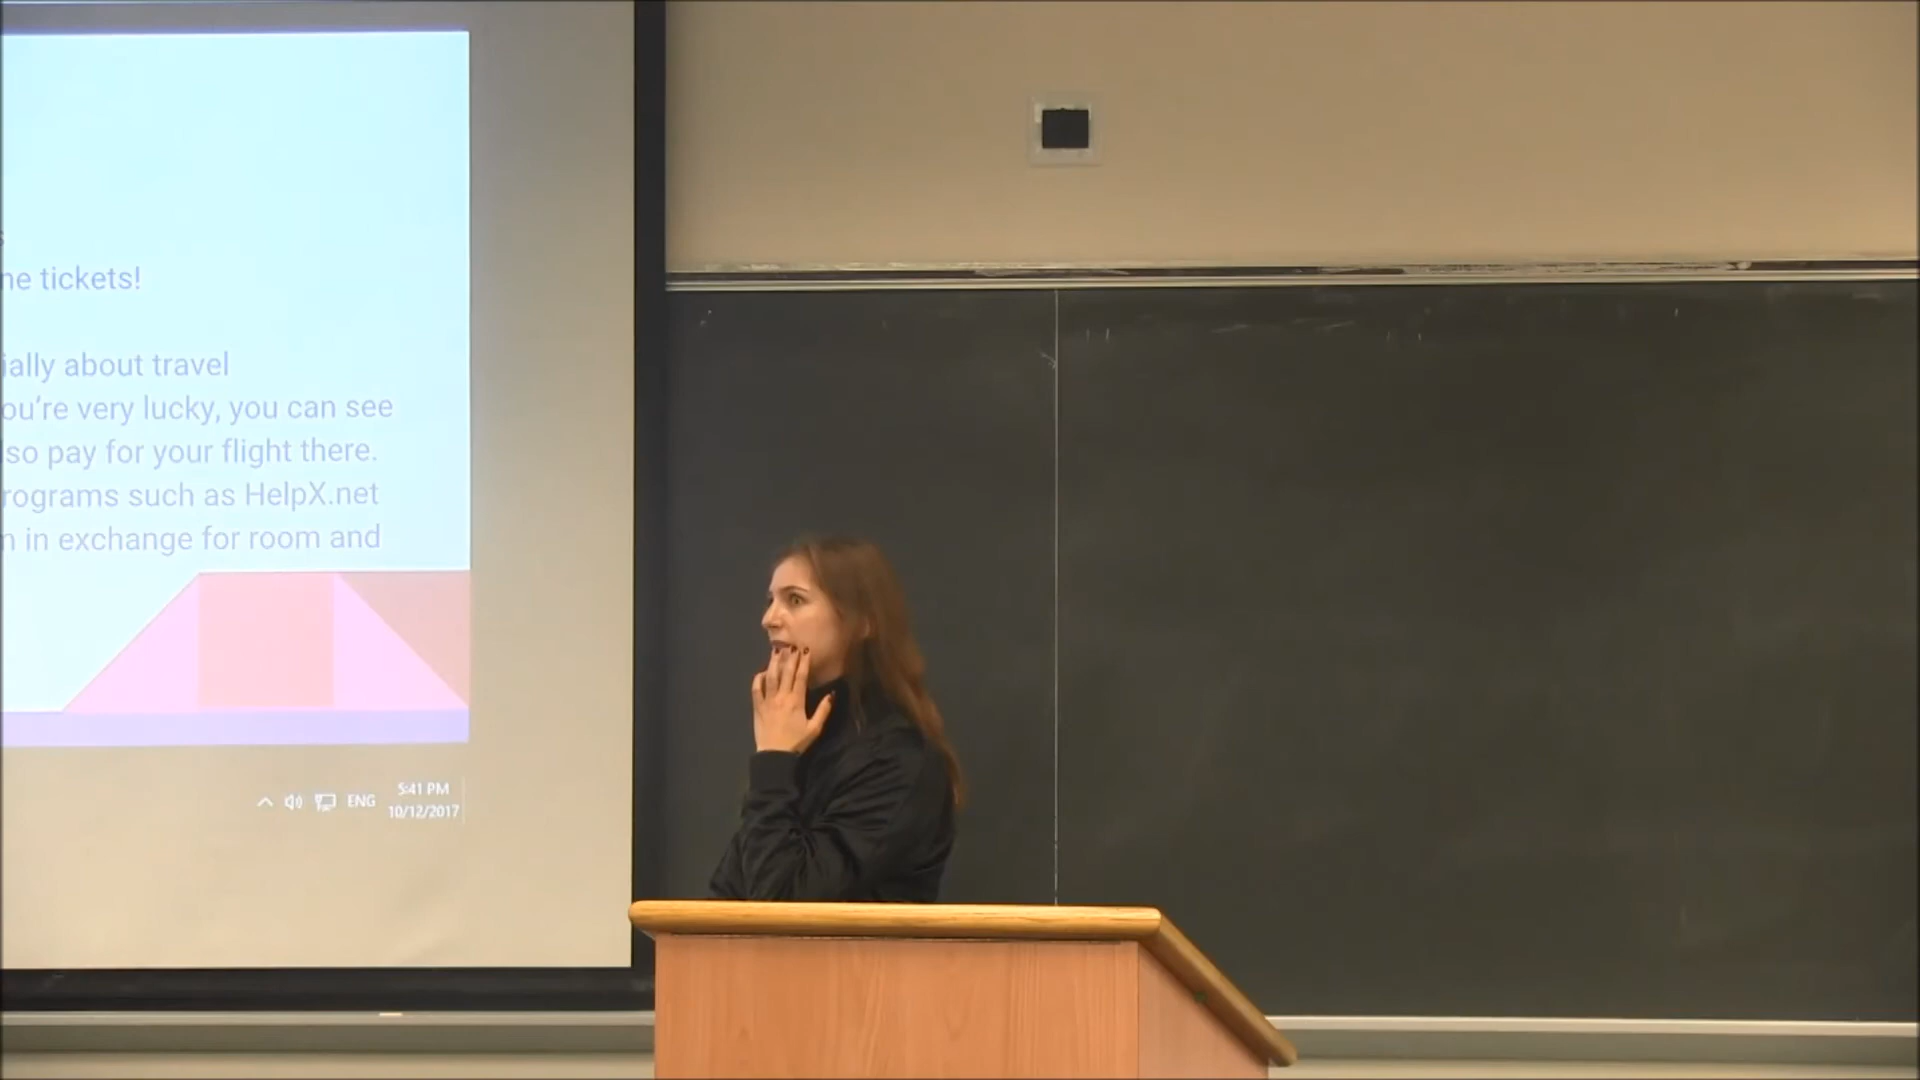 ne tickets!
ially about travel
ou're very lucky, you can see
lso pay for your flight there.
rograms such as HelpX.net
n in exchange for room and
ENG
5:41 PM
10/12/2017